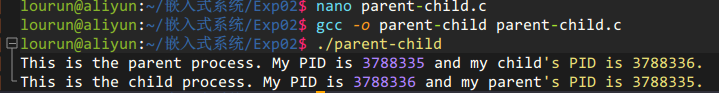 lourun@aliyun:~/嵌入式系统/Exp02$ nano parent-child.c
lourun@aliyun:~/嵌入式系统/Exp02$ gcc -o parent-child parent-child.c
lourun@aliyun:~/嵌入式系统/Exp02$ ./parent-child
This is the parent process. My PID is 3788335 and my child's PID is 3788336.
This is the child process. My PID is 3788336 and my parent's PID is 3788335.